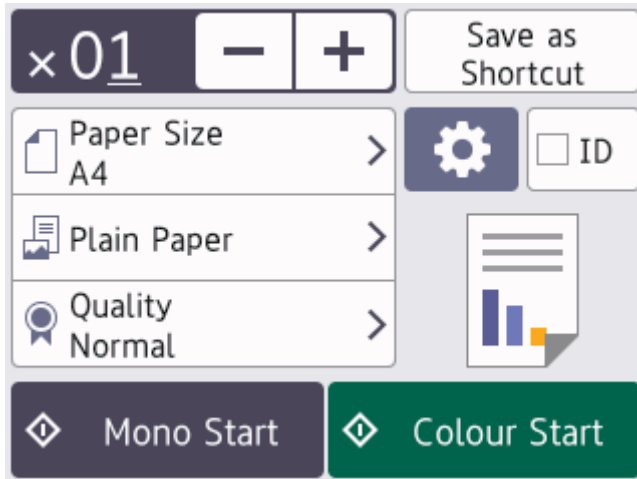 ×01
− +
Save as
Shortcut
Paper Size
A4
ID
Plain Paper
Quality
Normal
Mono Start
Colour Start